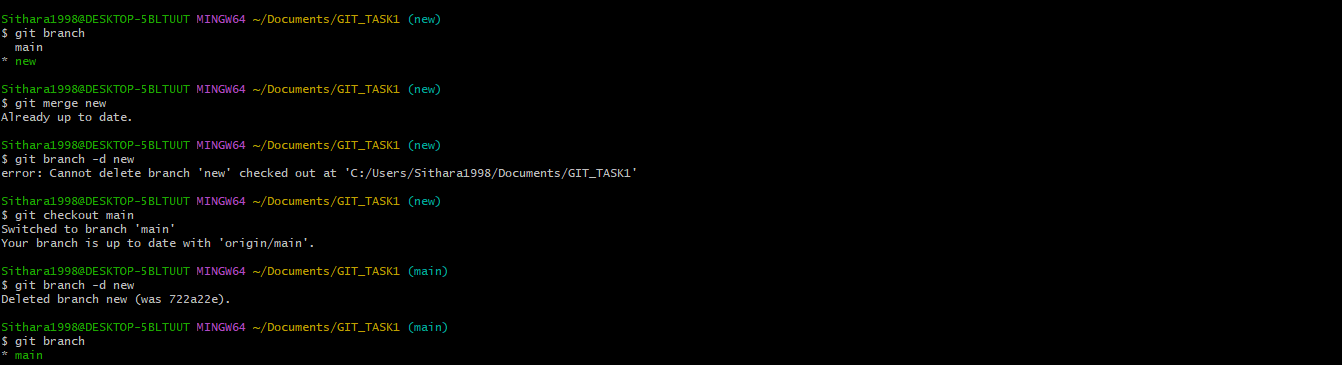 Sithara1998@DESKTOP-5BLTUUT MINGW64 ~/Documents/GIT_TASK1 (new)
$ git branch
  main
* new

Sithara1998@DESKTOP-5BLTUUT MINGW64 ~/Documents/GIT_TASK1 (new)
$ git merge new
Already up to date.

Sithara1998@DESKTOP-5BLTUUT MINGW64 ~/Documents/GIT_TASK1 (new)
$ git branch -d new
error: Cannot delete branch 'new' checked out at 'C:/Users/Sithara1998/Documents/GIT_TASK1'

Sithara1998@DESKTOP-5BLTUUT MINGW64 ~/Documents/GIT_TASK1 (new)
$ git checkout main
Switched to branch 'main'
Your branch is up to date with 'origin/main'.

Sithara1998@DESKTOP-5BLTUUT MINGW64 ~/Documents/GIT_TASK1 (main)
$ git branch -d new
Deleted branch new (was 722a22e).

Sithara1998@DESKTOP-5BLTUUT MINGW64 ~/Documents/GIT_TASK1 (main)
$ git branch
* main